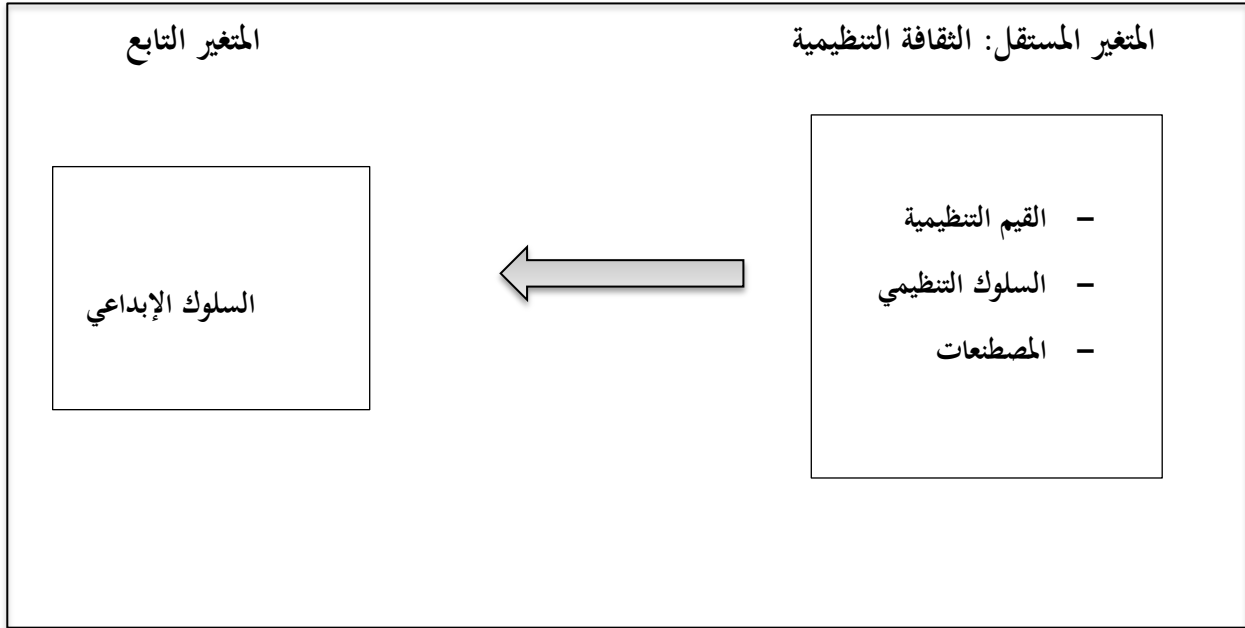 المتغير المستقل: الثقافة التنظيمية
المتغير التابع
– القيم التنظيمية
– السلوك التنظيمي
– المصطنعات
السلوك الإبداعي